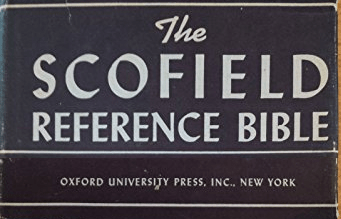 The
SCOFIELD
REFERENCE BIBLE
OXFORD UNIVERSITY PRESS, INC., NEW YORK